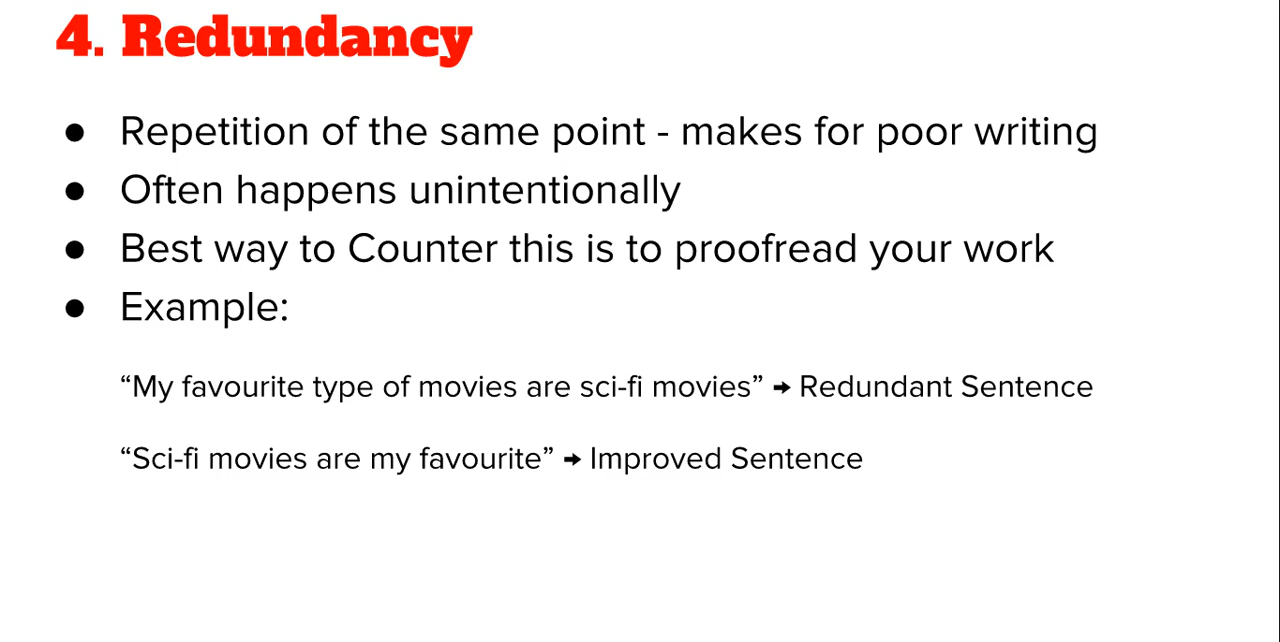 4. Redundancy
● Repetition of the same point - makes for poor writing
● Often happens unintentionally
● Best way to Counter this is to proofread your work
● Example:
“My favourite type of movies are sci-fi movies” → Redundant Sentence
“Sci-fi movies are my favourite” → Improved Sentence